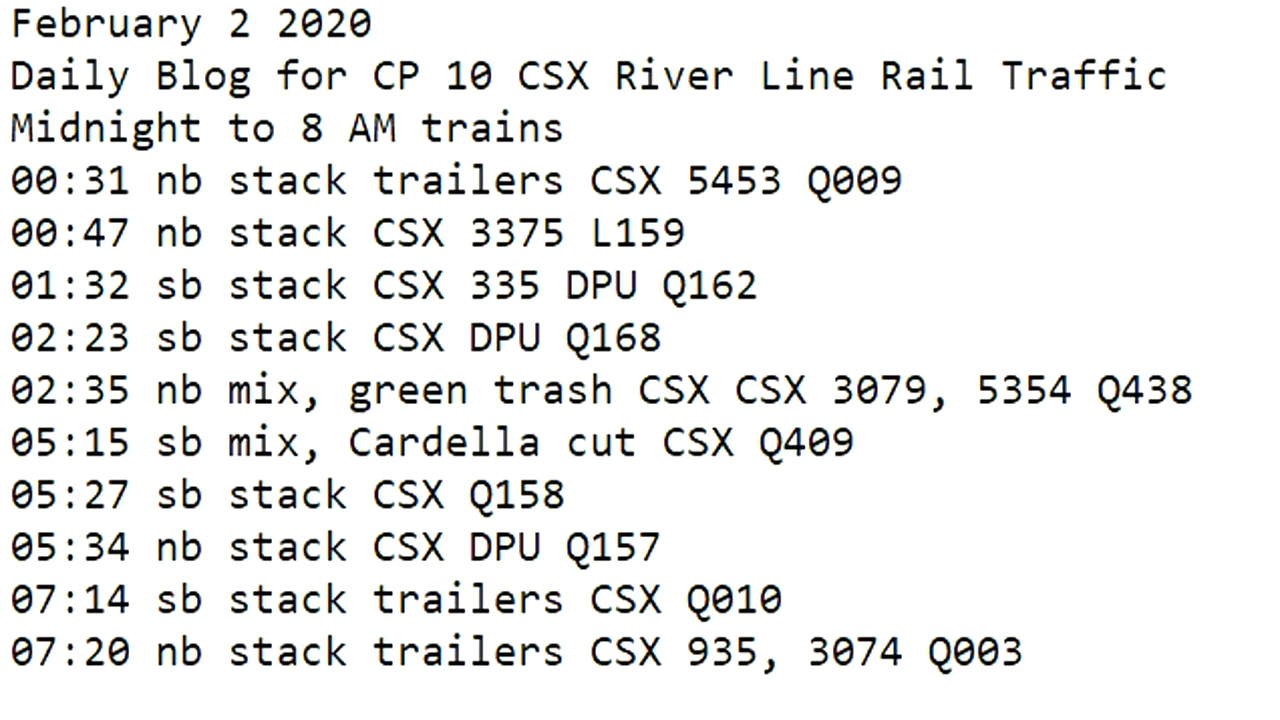 February 2 2020
Daily Blog for CP 10 CSX River Line Rail Traffic
Midnight to 8 AM trains
00:31 nb stack trailers CSX 5453 Q009
00:47 nb stack CSX 3375 L159
01:32 sb stack CSX 335 DPU Q162
02:23 sb stack CSX DPU Q168
02:35 nb mix, green trash CSX CSX 3079, 5354 Q438
05:15 sb mix, Cardella cut CSX Q409
05:27 sb stack CSX Q158
05:34 nb stack CSX DPU Q157
07:14 sb stack trailers CSX Q010
07:20 nb stack trailers CSX 935, 3074 Q003